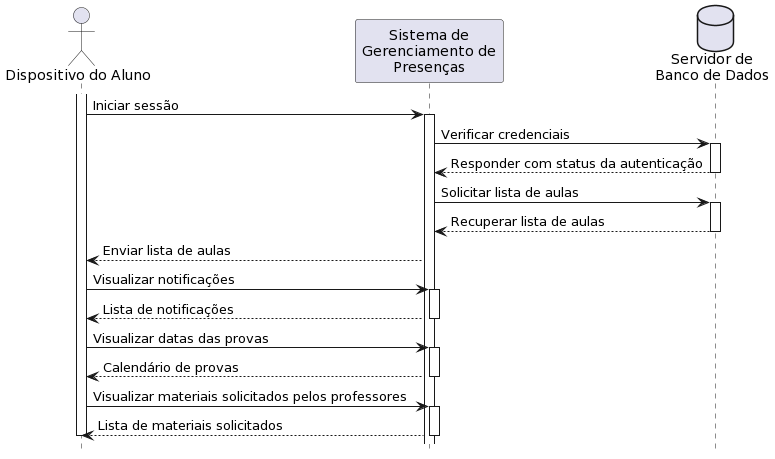 Dispositivo do Aluno
Sistema de
Gerenciamento de
Presenças
Servidor de
Banco de Dados
Iniciar sessão
Verificar credenciais
Responder com status da autenticação
Solicitar lista de aulas
Recuperar lista de aulas
Enviar lista de aulas
Visualizar notificações
Lista de notificações
Visualizar datas das provas
Calendário de provas
Visualizar materiais solicitados pelos professores
Lista de materiais solicitados